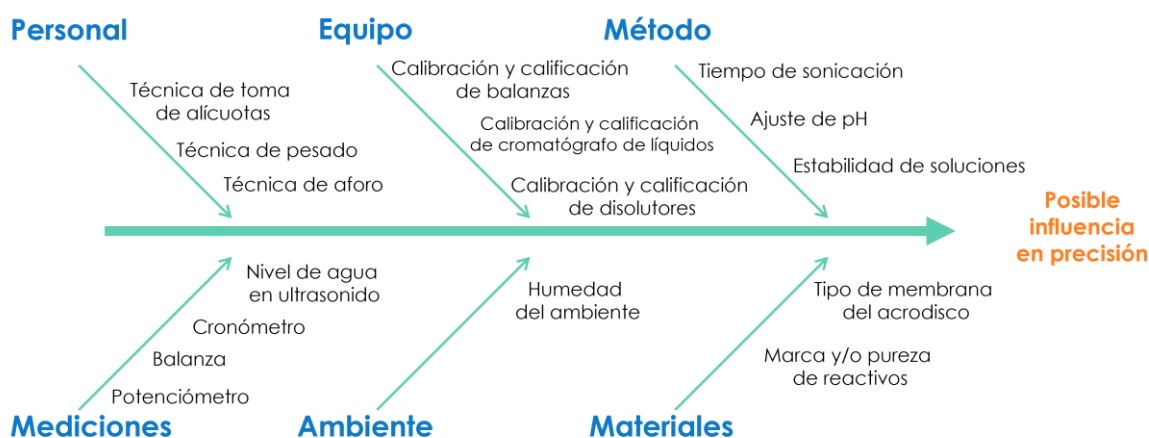 Personal
Equipo
Método
Técnica de toma
de alícuotas
Técnica de pesado
Técnica de aforo
Calibración y calificación
de balanzas
Calibración y calificación
de cromatógrafo de líquidos
Calibración y calificación
de disolutores
Tiempo de sonicación
Ajuste de pH
Estabilidad de soluciones
Posible
influencia
en precisión
Nivel de agua
en ultrasonido
Cronómetro
Balanza
Potenciómetro
Humedad
del ambiente
Tipo de membrana
del acrodisco
Marca y/o pureza
de reactivos
Mediciones
Ambiente
Materiales